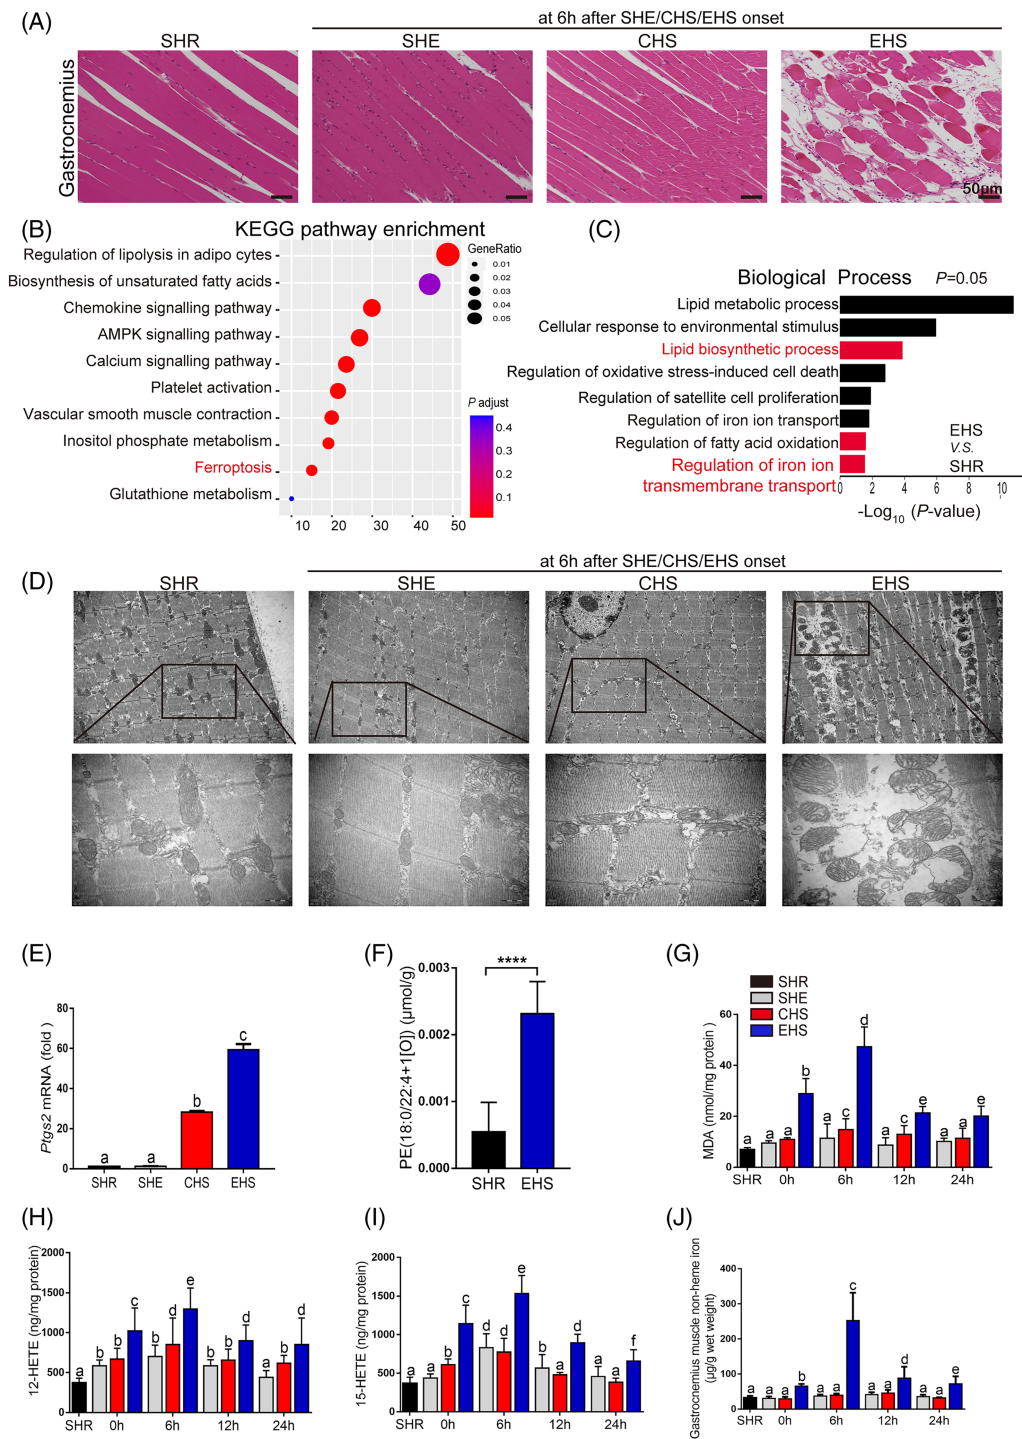 (A)
at 6h after SHE/CHS/EHS onset
SHR
SHE
CHS
EHS
Gastrocnemius
50μm
(B)
KEGG pathway enrichment
Regulation of lipolysis in adipo cytes
Biosynthesis of unsaturated fatty acids
Chemokine signalling pathway
AMPK signalling pathway
Calcium signalling pathway
Platelet activation
Vascular smooth muscle contraction
Inositol phosphate metabolism
Ferroptosis
Glutathione metabolism
10 20 30 40 50
GeneRatio
0.01
0.02
0.03
0.04
0.05
P adjust
0.4
0.3
0.2
0.1
(C)
Biological Process P=0.05
Lipid metabolic process
Cellular response to environmental stimulus
Lipid biosynthetic process
Regulation of oxidative stress-induced cell death
Regulation of satellite cell proliferation
Regulation of iron ion transport
Regulation of fatty acid oxidation
Regulation of iron ion
transmembrane transport
EHS
V.S.
SHR
0 2 4 6 8 10
-Log10 (P-value)
(D)
at 6h after SHE/CHS/EHS onset
SHR
SHE
CHS
EHS
(E)
Ptgs2 mRNA (fold )
80
60
40
20
0
a a b c
SHR SHE CHS EHS
(F)
PE(18:0/22:4+1[O]) (μmol/g)
0.003
0.002
0.001
0.000
****
SHR EHS
(G)
SHR
SHE
CHS
EHS
MDA (nmol/mg protein )
60
40
20
0
a a a b a c d a c e a a e
SHR 0h 6h 12h 24h
(H)
12-HETE (ng/mg protein)
2000
1500
1000
500
0
a b b c b d e b b d a b d
SHR 0h 6h 12h 24h
(I)
15-HETE (ng/mg protein)
2000
1500
1000
500
0
a a b c d d e b a d a a f
SHR 0h 6h 12h 24h
(J)
Gastrocnemius muscle non-heme iron
(μg/g wet weight)
400
300
200
100
0
a a a b a a c a a d a a e
SHR 0h 6h 12h 24h